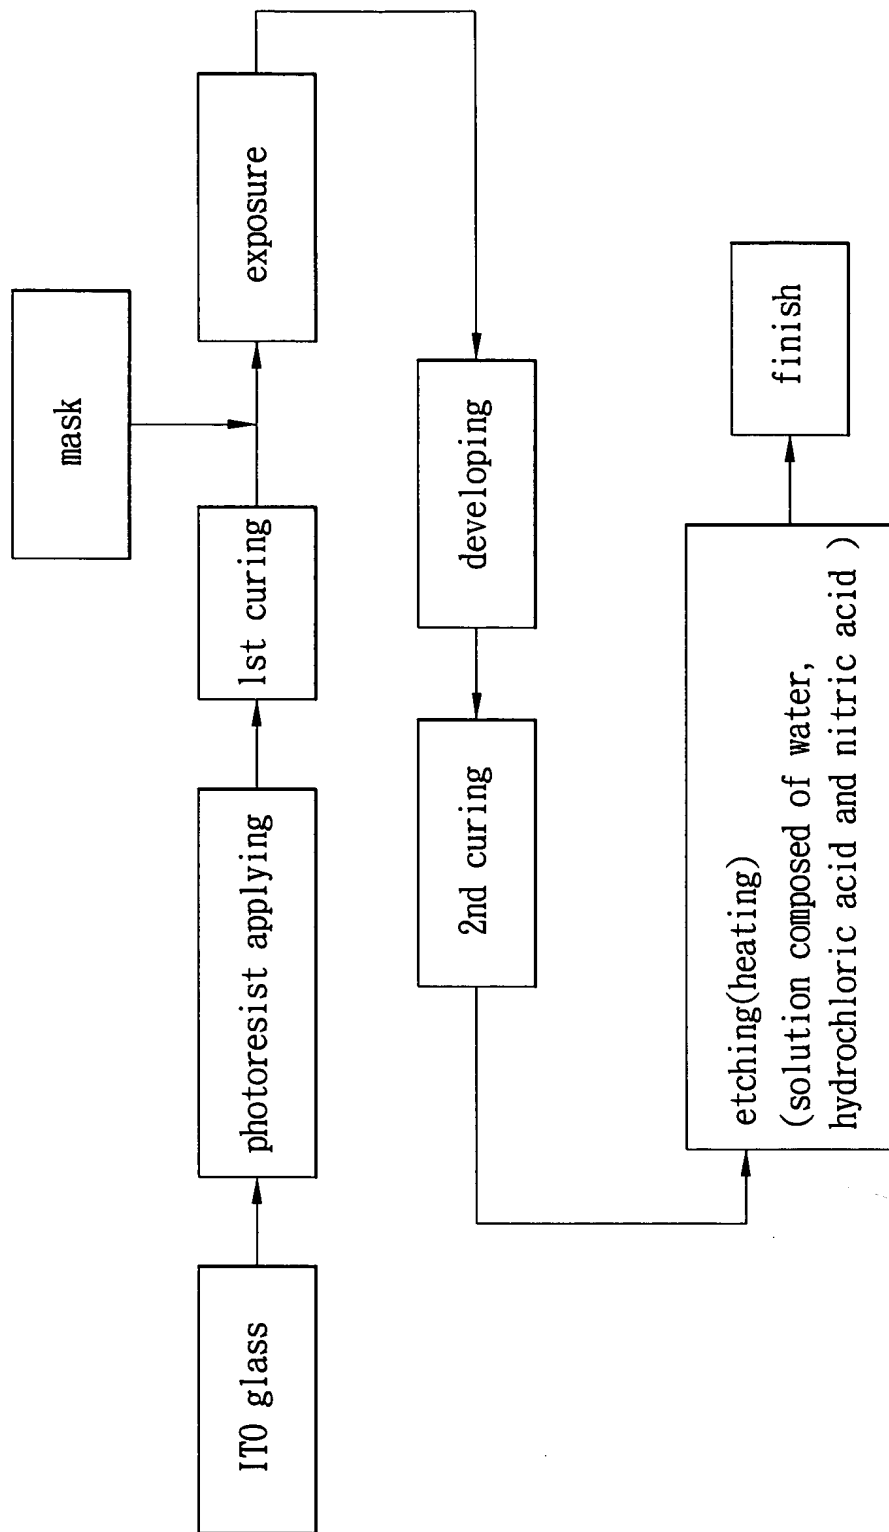 ITO glass
photoresist applying
1st curing
mask
exposure
developing
2nd curing
etching(heating)
(solution composed of water,
hydrochloric acid and nitric acid )
finish